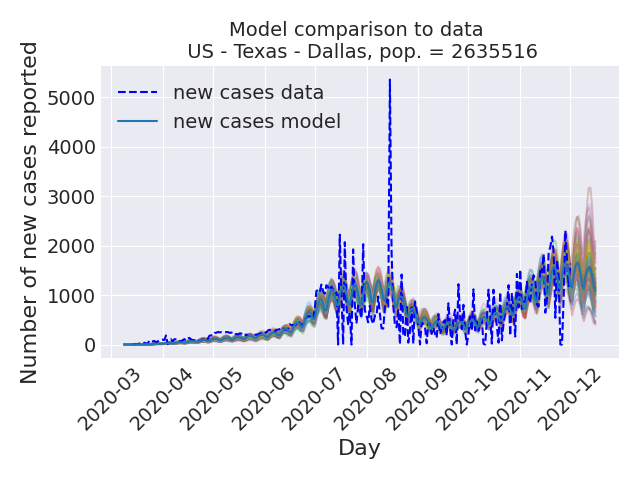 Model comparison to data
US - Texas - Dallas, pop. = 2635516
Number of new cases reported
5000
4000
3000
2000
1000
0
new cases data
new cases model
2020-03
2020-04
2020-05
2020-06
2020-07
2020-08
2020-09
2020-10
2020-11
2020-12
Day